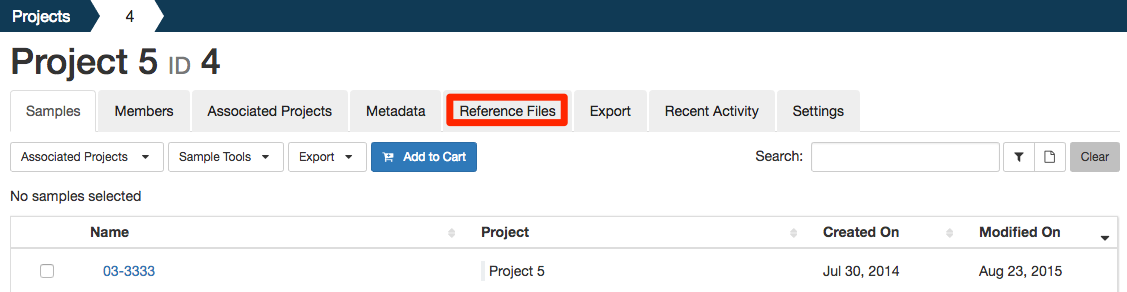 Projects 4
Project 5 ID 4
Samples Members Associated Projects Metadata Reference Files Export Recent Activity Settings
Associated Projects Sample Tools Export Add to Cart Search: Clear
No samples selected
Name Project Created On Modified On
03-3333 Project 5 Jul 30, 2014 Aug 23, 2015